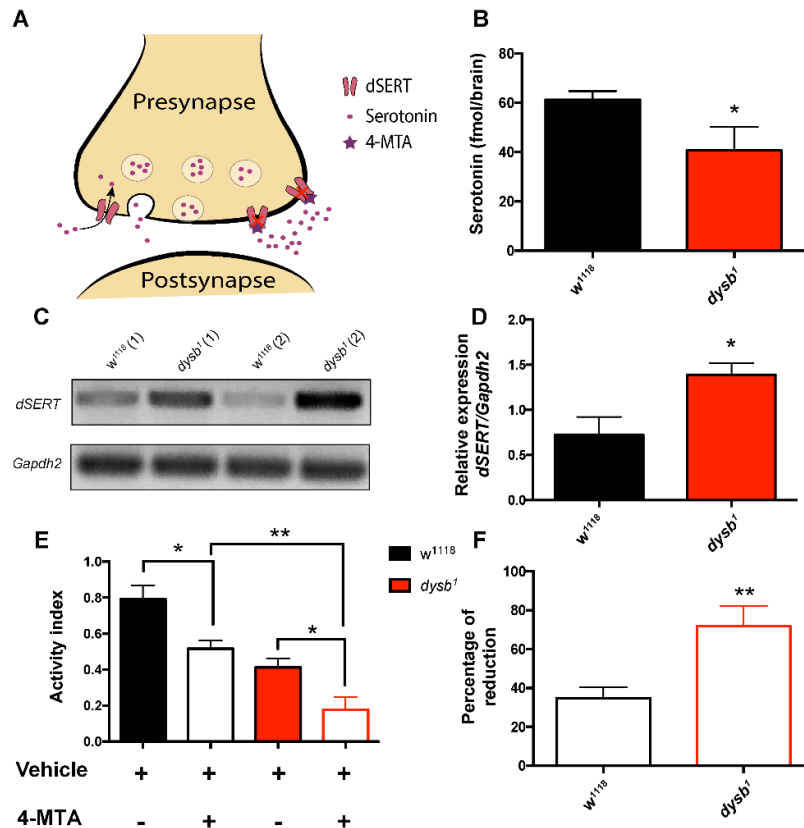 A
Presynapse
Postsynapse
dSERT
Serotonin
4-MTA
B
Serotonin (fmol/brain)
80
60
40
20
0
*
w1118
dysb1
C
w1118 (1)
dysb1 (1)
w1118 (2)
dysb1 (2)
dSERT
Gapdh2
D
Relative expression
dSERT/Gapdh2
2.0
1.5
1.0
0.5
0.0
*
w1118
dysb1
E
Activity index
1.0
0.8
0.6
0.4
0.2
0.0
*
**
*
w1118
dysb1
Vehicle + + + +
4-MTA - + - +
F
Percentage of
reduction
100
80
60
40
20
0
**
w1118
dysb1